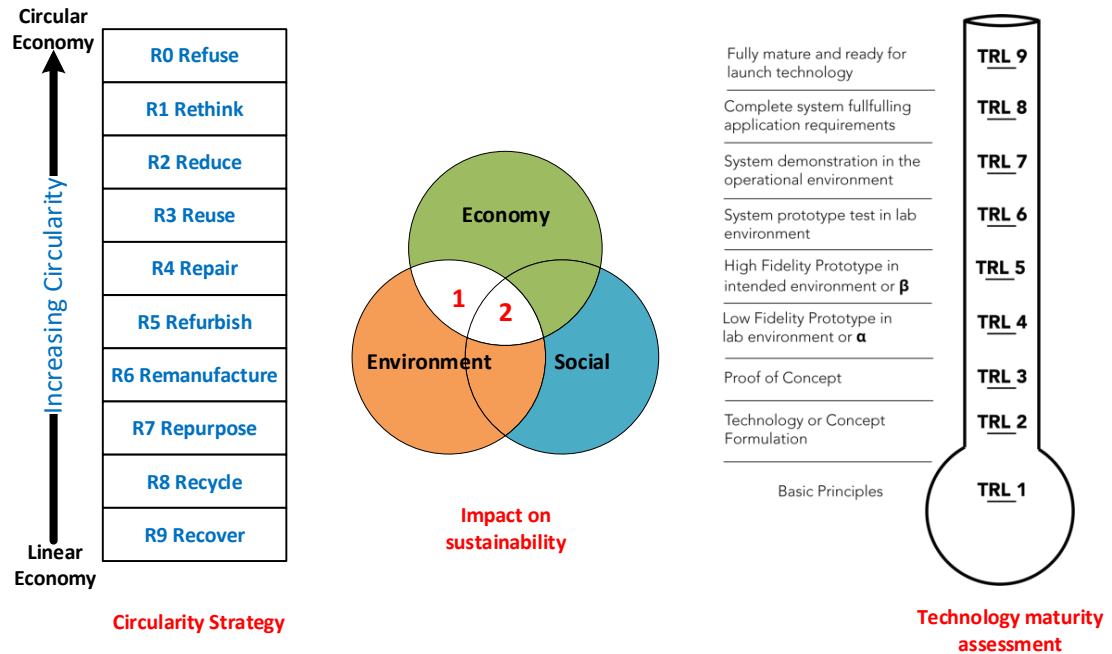 Circular
Economy
Increasing Circularity
Linear
Economy
R0 Refuse
R1 Rethink
R2 Reduce
R3 Reuse
R4 Repair
R5 Refurbish
R6 Remanufacture
R7 Repurpose
R8 Recycle
R9 Recover
Circularity Strategy
Economy
1
2
Environment
Social
Impact on
sustainability
Fully mature and ready for
launch technology
TRL 9
Complete system fullfulling
application requirements
TRL 8
System demonstration in the
operational environment
TRL 7
System prototype test in lab
environment
TRL 6
High Fidelity Prototype in
intended environment or β
TRL 5
Low Fidelity Prototype in
lab environment or α
TRL 4
Proof of Concept
TRL 3
Technology or Concept
Formulation
TRL 2
Basic Principles
TRL 1
Technology maturity
assessment